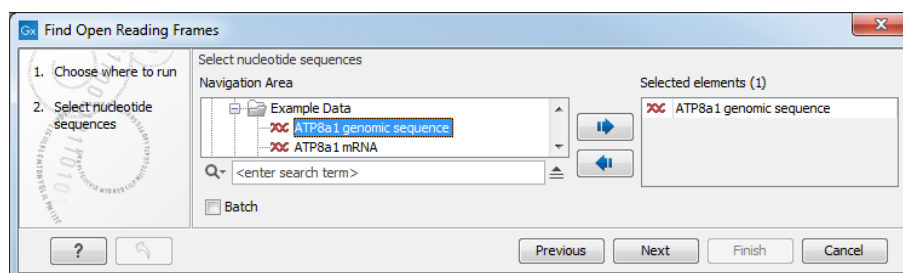 Gx Find Open Reading Frames
1. Choose where to run
2. Select nucleotide
sequences
Select nucleotide sequences
Navigation Area
Example Data
ATP8a1 genomic sequence
ATP8a1 mRNA
<enter search term>
Batch
Selected elements (1)
ATP8a1 genomic sequence
?
Previous
Next
Finish
Cancel